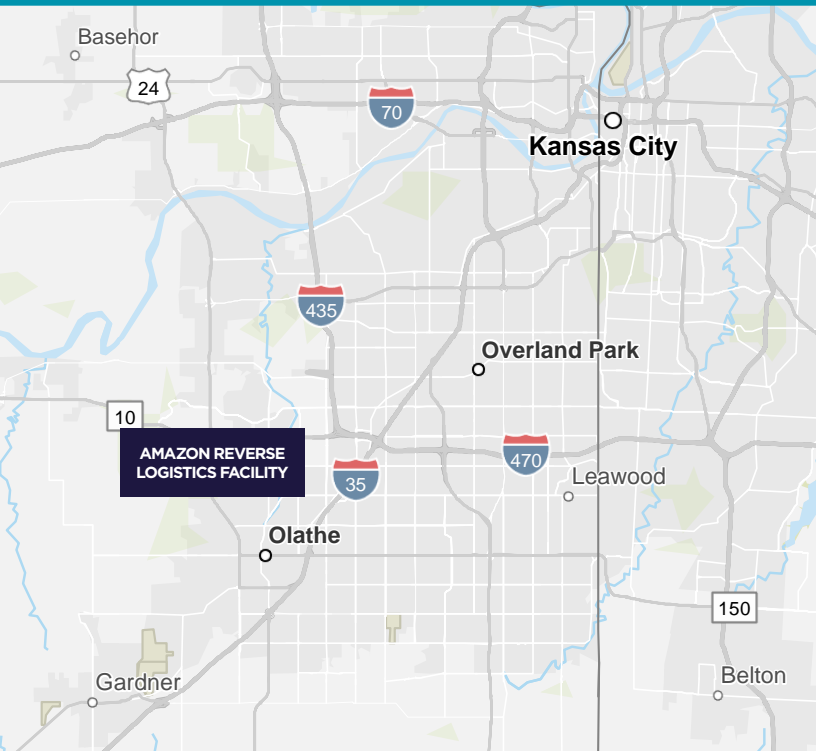 Basehor
24
70
Kansas City
435
Overland Park
10
AMAZON REVERSE
LOGISTICS FACILITY
470
35
Leawood
Olathe
150
Gardner
Belton